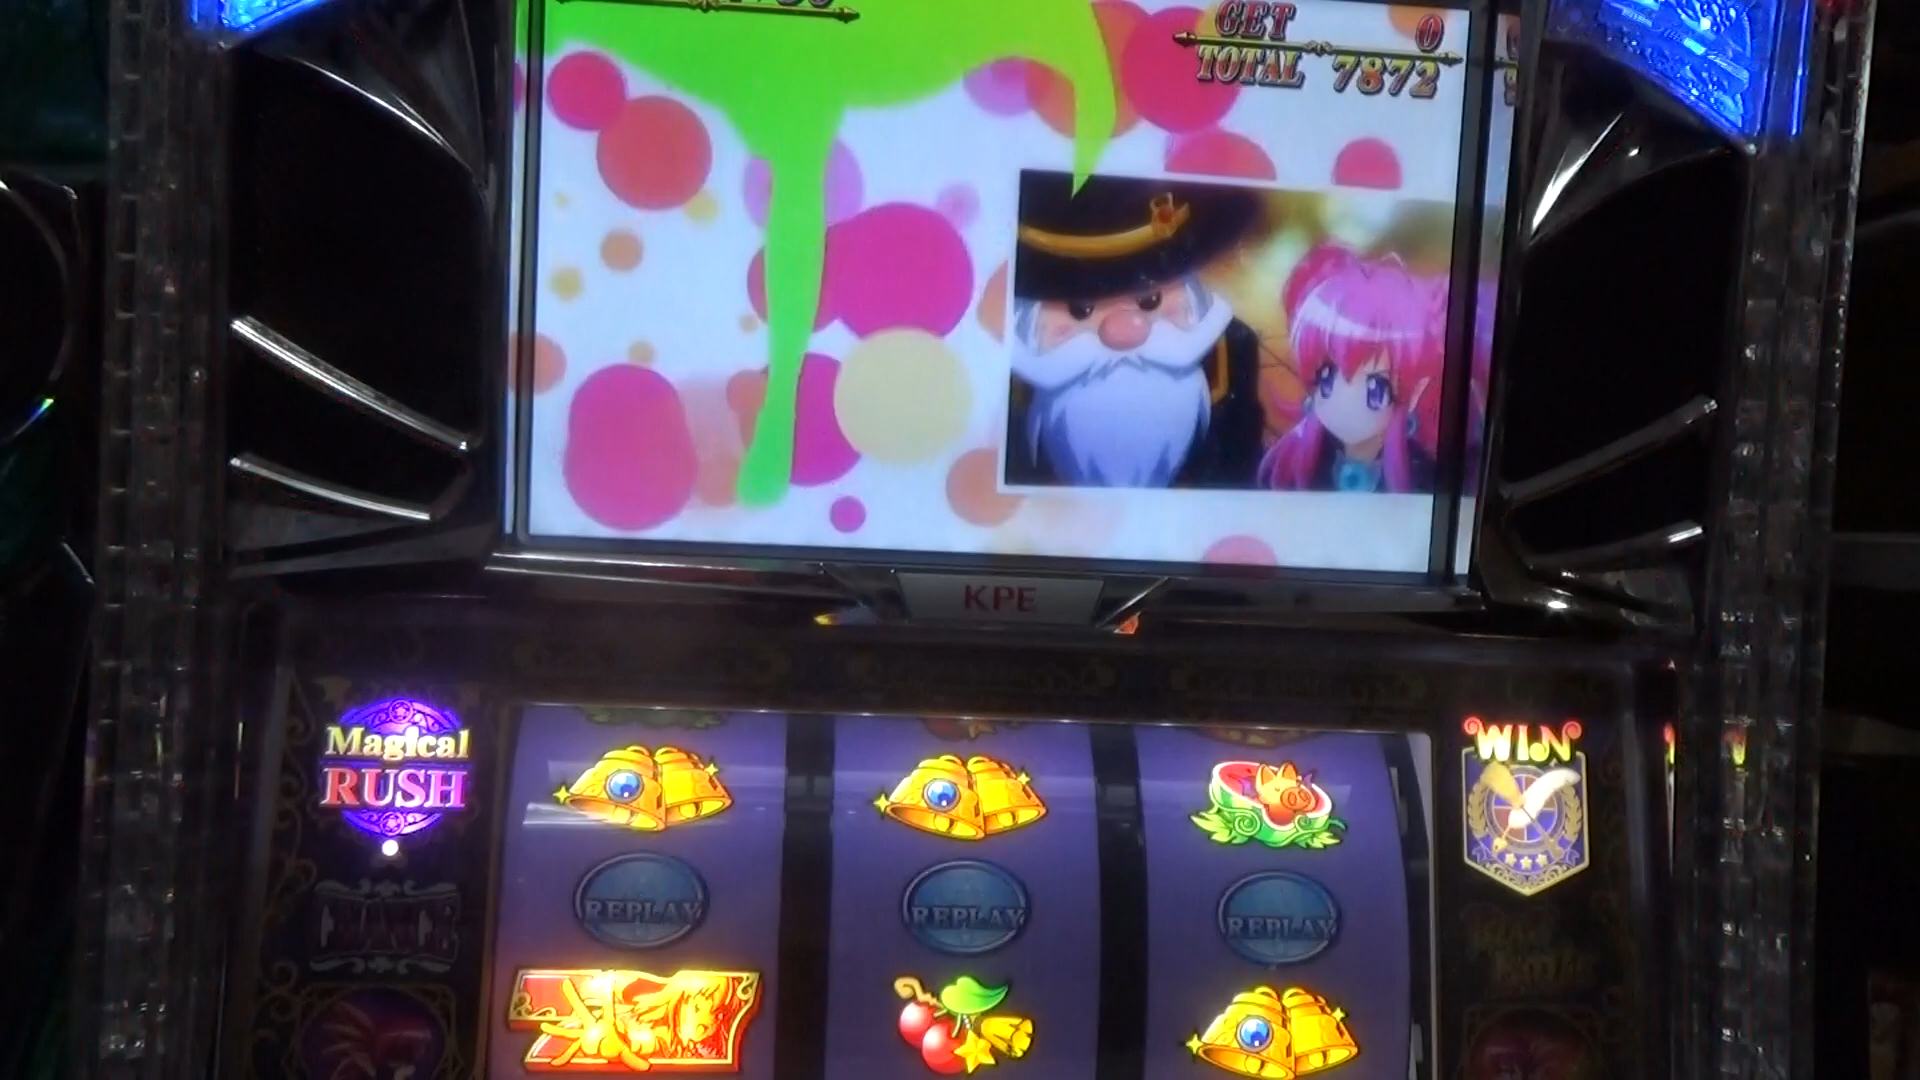 GET 0
TOTAL 7872
KPE
Magical
RUSH
WIN
REPLAY
REPLAY
REPLAY